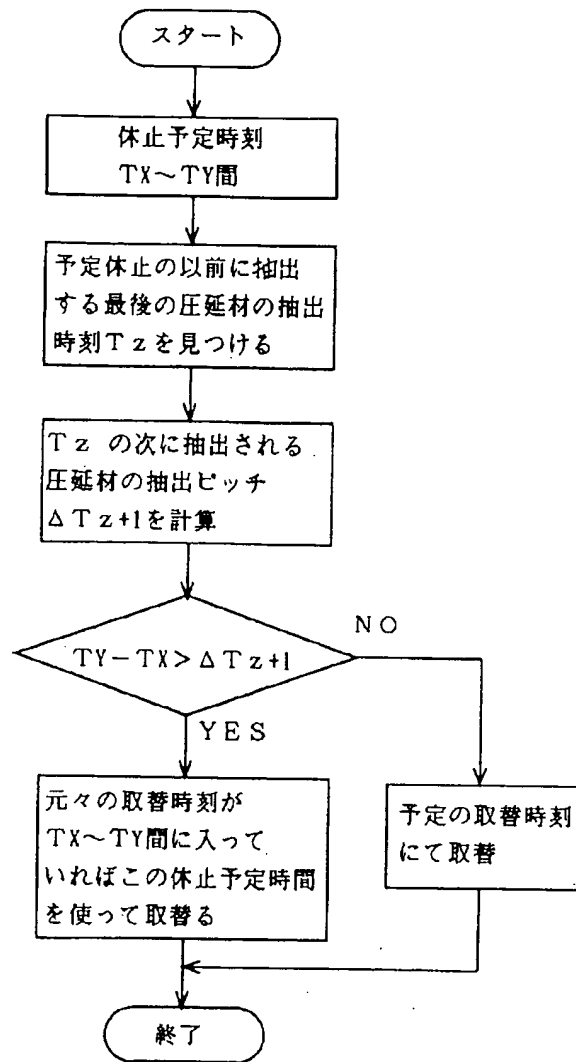 スタート
休止予定時刻
TX～TY間
予定休止の以前に抽出
する最後の圧延材の抽出
時刻Tzを見つける
Tz の次に抽出される
圧延材の抽出ピッチ
ΔTz+1を計算
TY−TX>ΔTz+1
NO
YES
元々の取替時刻が
TX～TY間に入って
いればこの休止予定時間
を使って取替る
予定の取替時刻
にて取替
終了